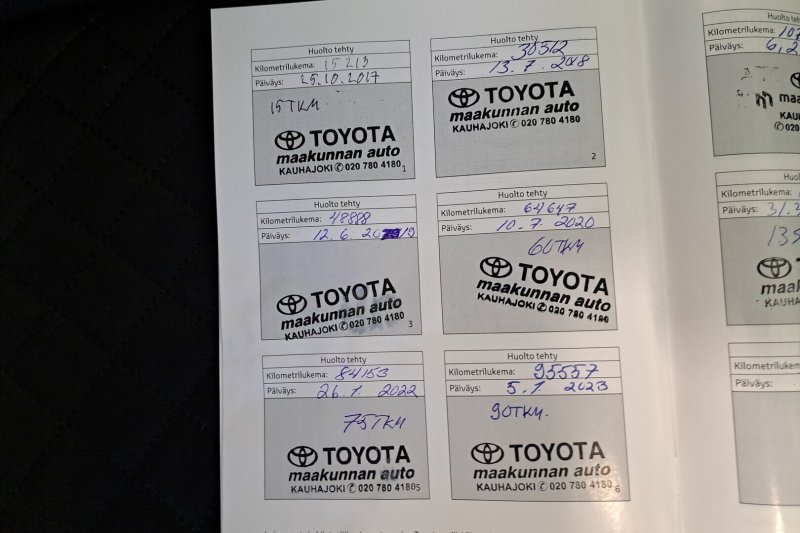 Huolto tehty
Kilometrilukema: 15213
Päiväys: 25.10.2017
15TKM
TOYOTA
maakunnan auto
KAUHAJOKI ✆ 020 780 4180
1
Huolto tehty
Kilometrilukema: 30512
Päiväys: 13.7.2018
TOYOTA
maakunnan auto
KAUHAJOKI ✆ 020 780 4180
2
Huolto tehty
Kilometrilukema: 48888
Päiväys: 12.6.2019
TOYOTA
maakunnan auto
KAUHAJOKI ✆ 020 780 4180
3
Huolto tehty
Kilometrilukema: 64647
Päiväys: 10.7.2020
60TKM
TOYOTA
maakunnan auto
KAUHAJOKI ✆ 020 780 4180
Huolto tehty
Kilometrilukema: 84153
Päiväys: 26.1.2022
75TKM
TOYOTA
maakunnan auto
KAUHAJOKI ✆ 020 780 4180
5
Huolto tehty
Kilometrilukema: 95557
Päiväys: 5.1.2023
90TKM.
TOYOTA
maakunnan auto
KAUHAJOKI ✆ 020 780 4180
6
Kilometrilukema:
Päiväys:
Päiväys:
Päiväys: